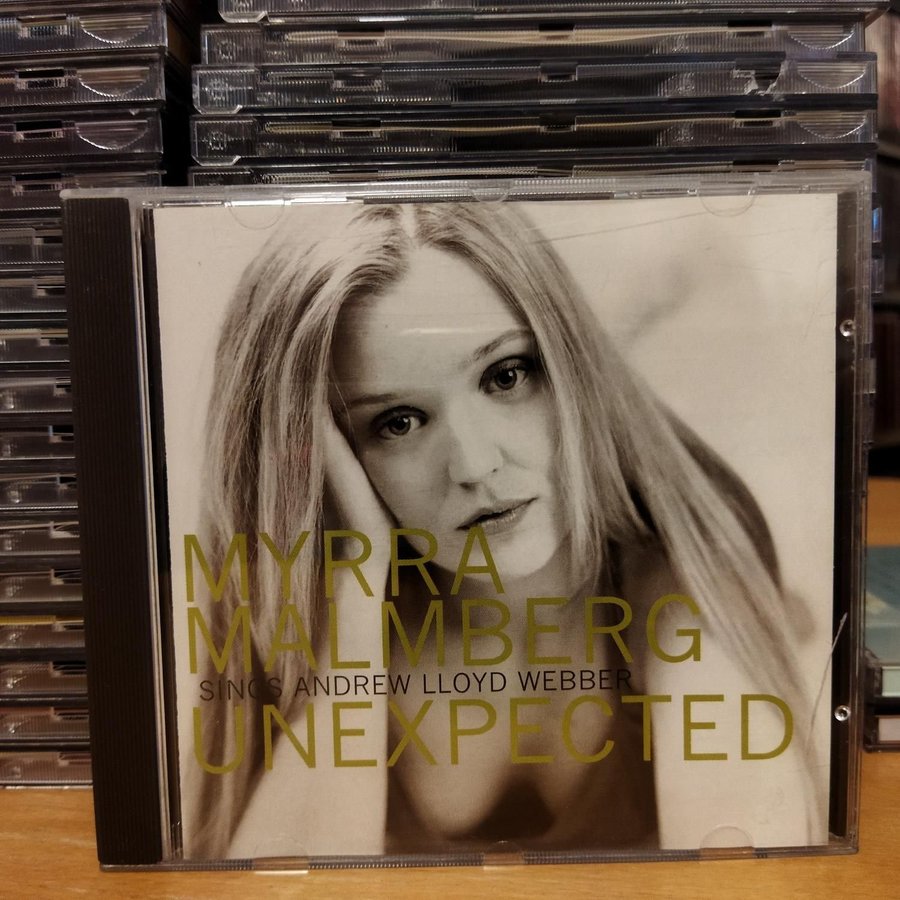 MYRRA
MALMBERG
SINGS ANDREW LLOYD WEBBER
UNEXPECTED